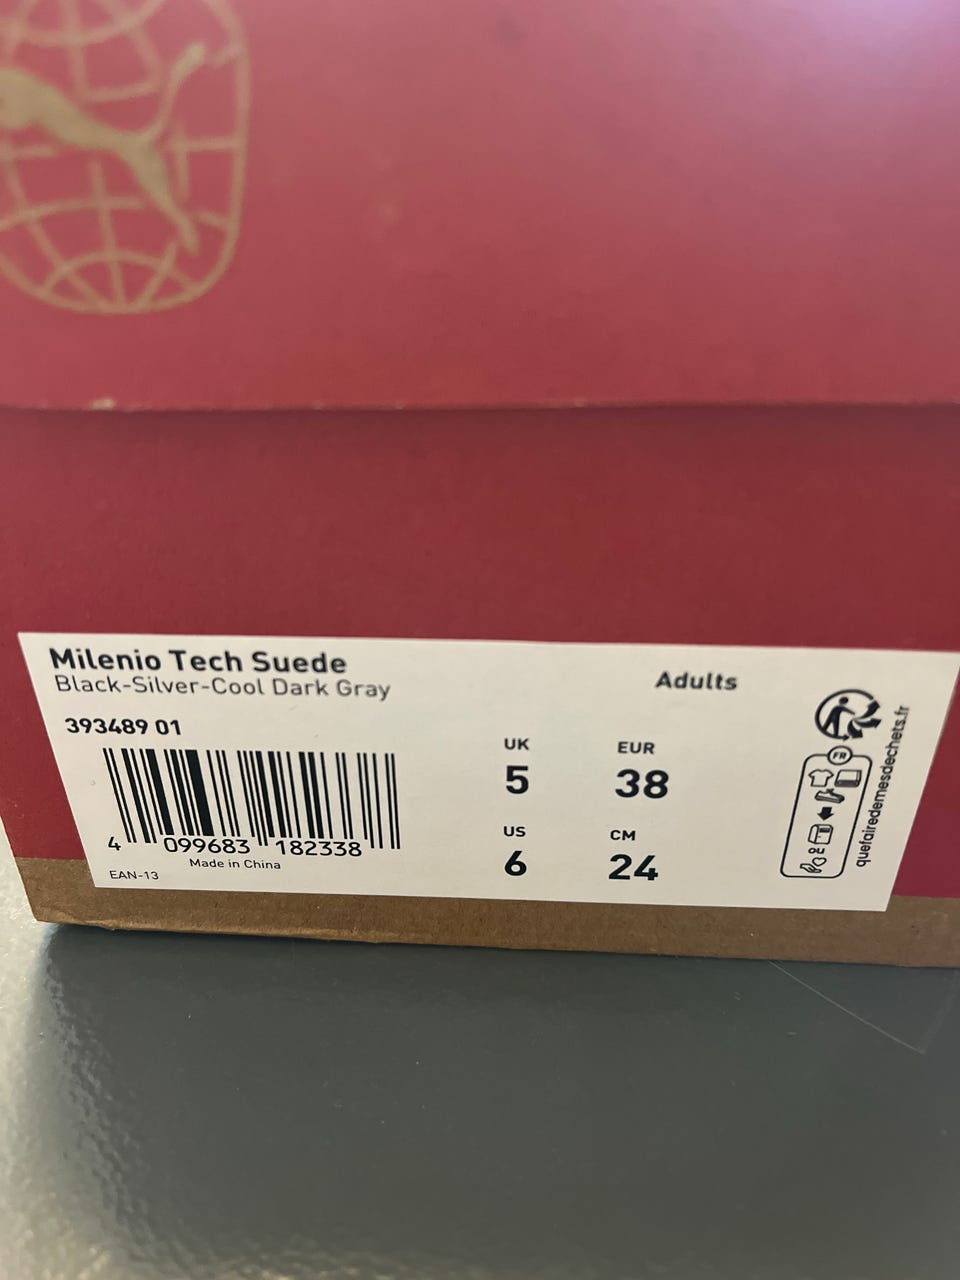 Milenio Tech Suede
Black-Silver-Cool Dark Gray
393489 01
4 099683 182338
Made in China
EAN-13
Adults
UK
5
EUR
38
US
6
CM
24
FR
quefairedemesdechets.fr